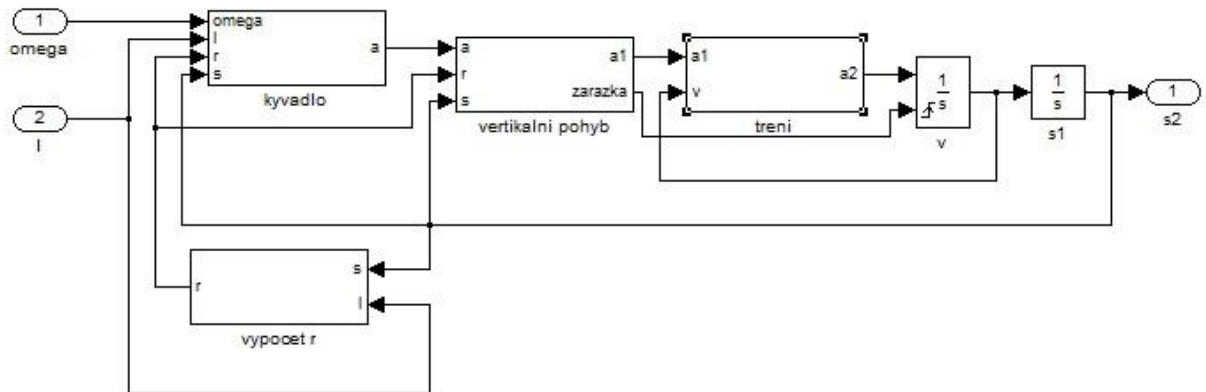 1
omega
2
l
omega
l
r
s
a
kyvadlo
a
r
s
a1
zarazka
vertikalni pohyb
a1
v
a2
treni
1
s
v
1
s
s1
1
s2
r
s
l
vypocet r